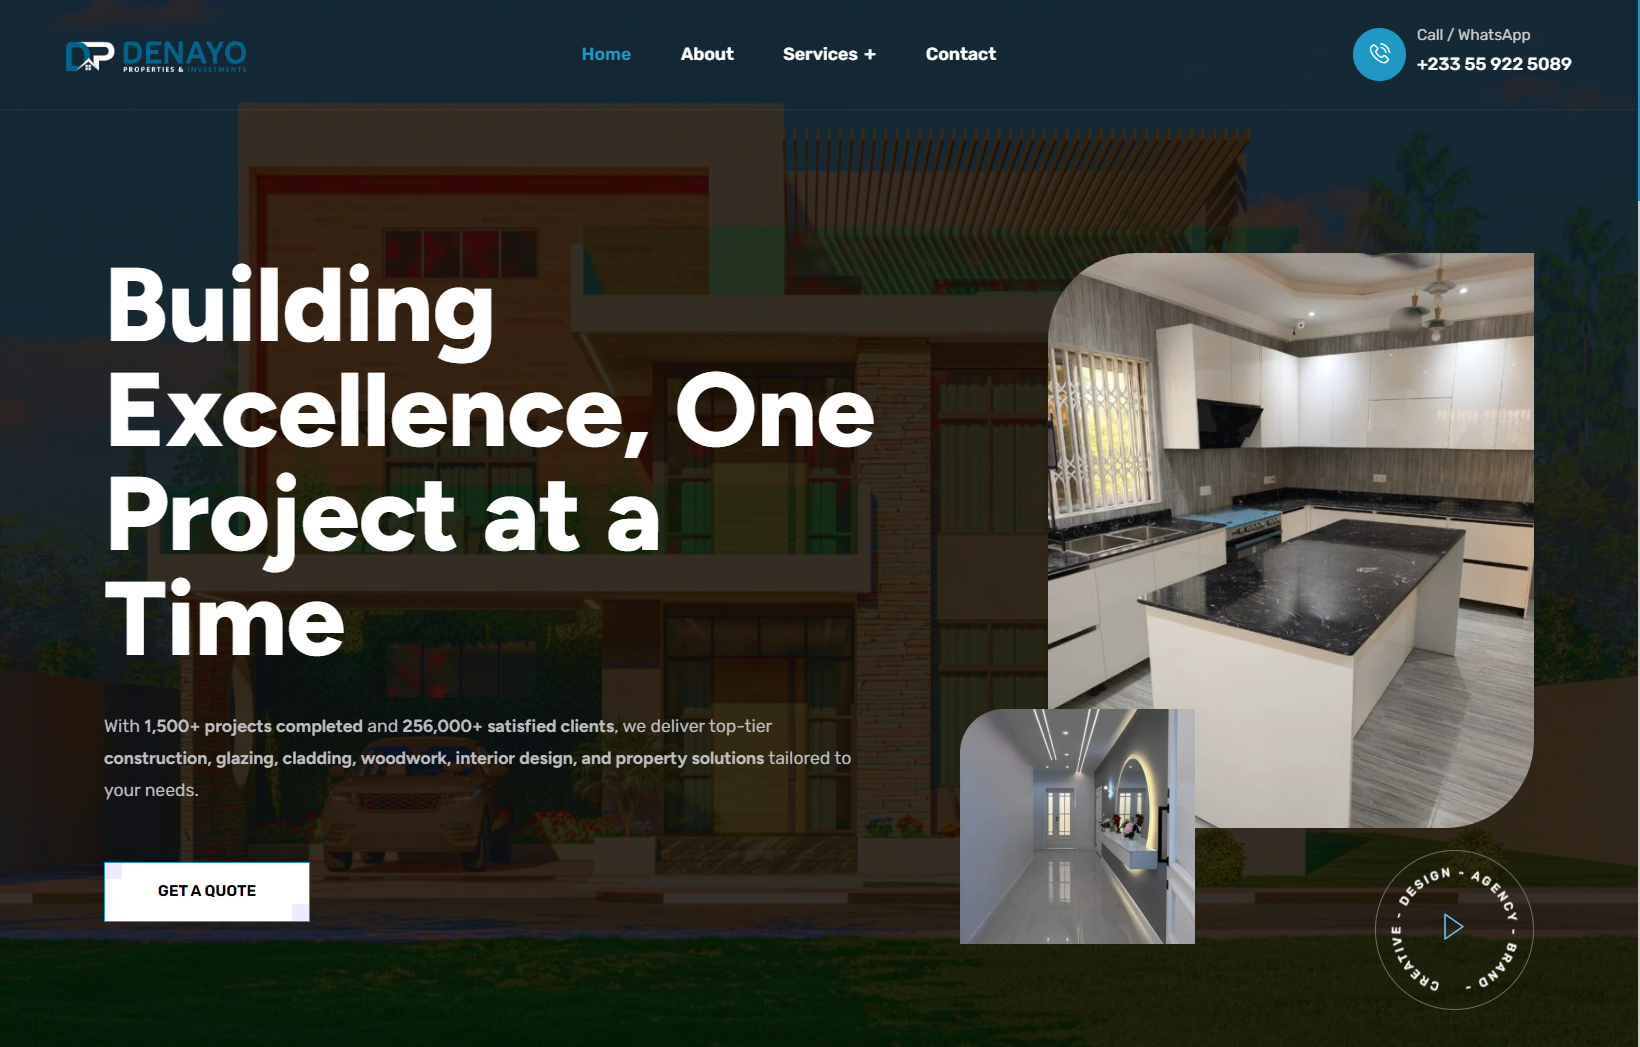 DP DENAYO
PROPERTIES & INVESTMENTS
Home
About
Services +
Contact
Call / WhatsApp
+233 55 922 5089
Building
Excellence, One
Project at a
Time
With 1,500+ projects completed and 256,000+ satisfied clients, we deliver top-tier
construction, glazing, cladding, woodwork, interior design, and property solutions tailored to
your needs.
GET A QUOTE
CREATIVE - DESIGN - AGENCY - BRAND -